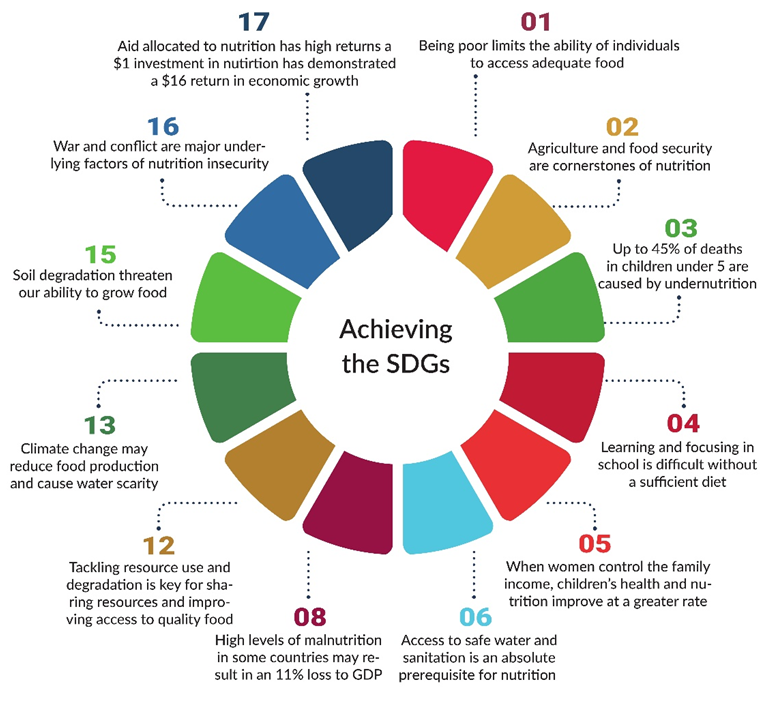 17
Aid allocated to nutrition has high returns a
$1 investment in nutirtion has demonstrated
a $16 return in economic growth
01
Being poor limits the ability of individuals
to access adequate food
16
War and conflict are major under-
lying factors of nutrition insecurity
02
Agriculture and food security
are cornerstones of nutrition
15
Soil degradation threaten
our ability to grow food
03
Up to 45% of deaths
in children under 5 are
caused by undernutrition
Achieving
the SDGs
13
Climate change may
reduce food production
and cause water scarity
04
Learning and focusing in
school is difficult without
a sufficient diet
12
Tackling resource use and
degradation is key for sha-
ring resources and impro-
ving access to quality food
05
When women control the family
income, children's health and nu-
trition improve at a greater rate
08
High levels of malnutrition
in some countries may re-
sult in an 11% loss to GDP
06
Access to safe water and
sanitation is an absolute
prerequisite for nutrition